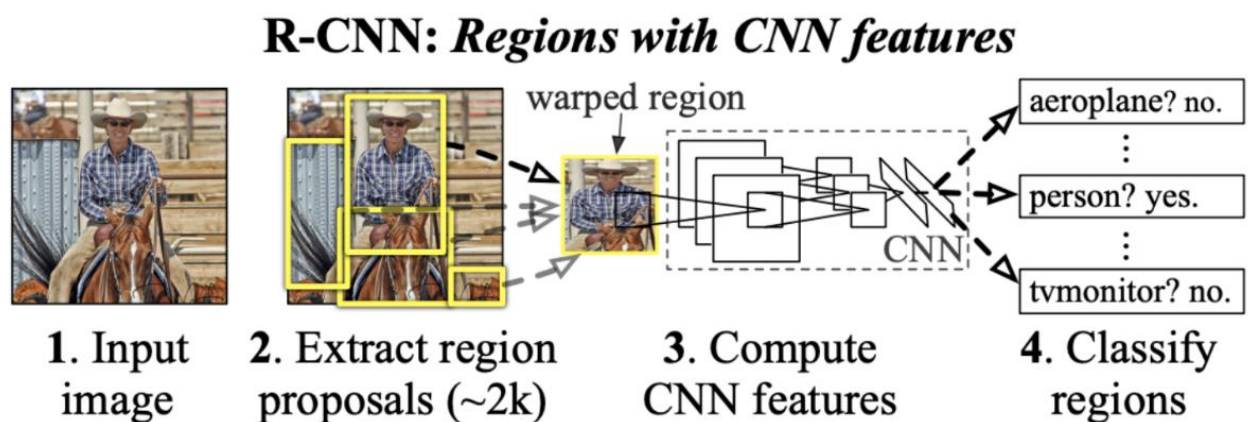 R-CNN: Regions with CNN features
warped region
aeroplane? no.
person? yes.
tvmonitor? no.
CNN
1. Input
image
2. Extract region
proposals (~2k)
3. Compute
CNN features
4. Classify
regions